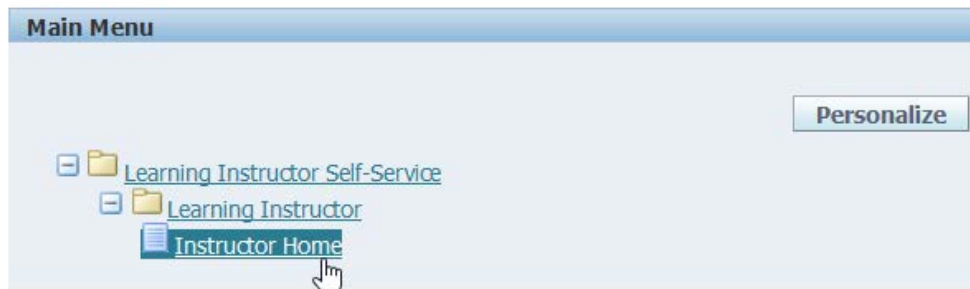 Main Menu
Personalize
Learning Instructor Self-Service
Learning Instructor
Instructor Home